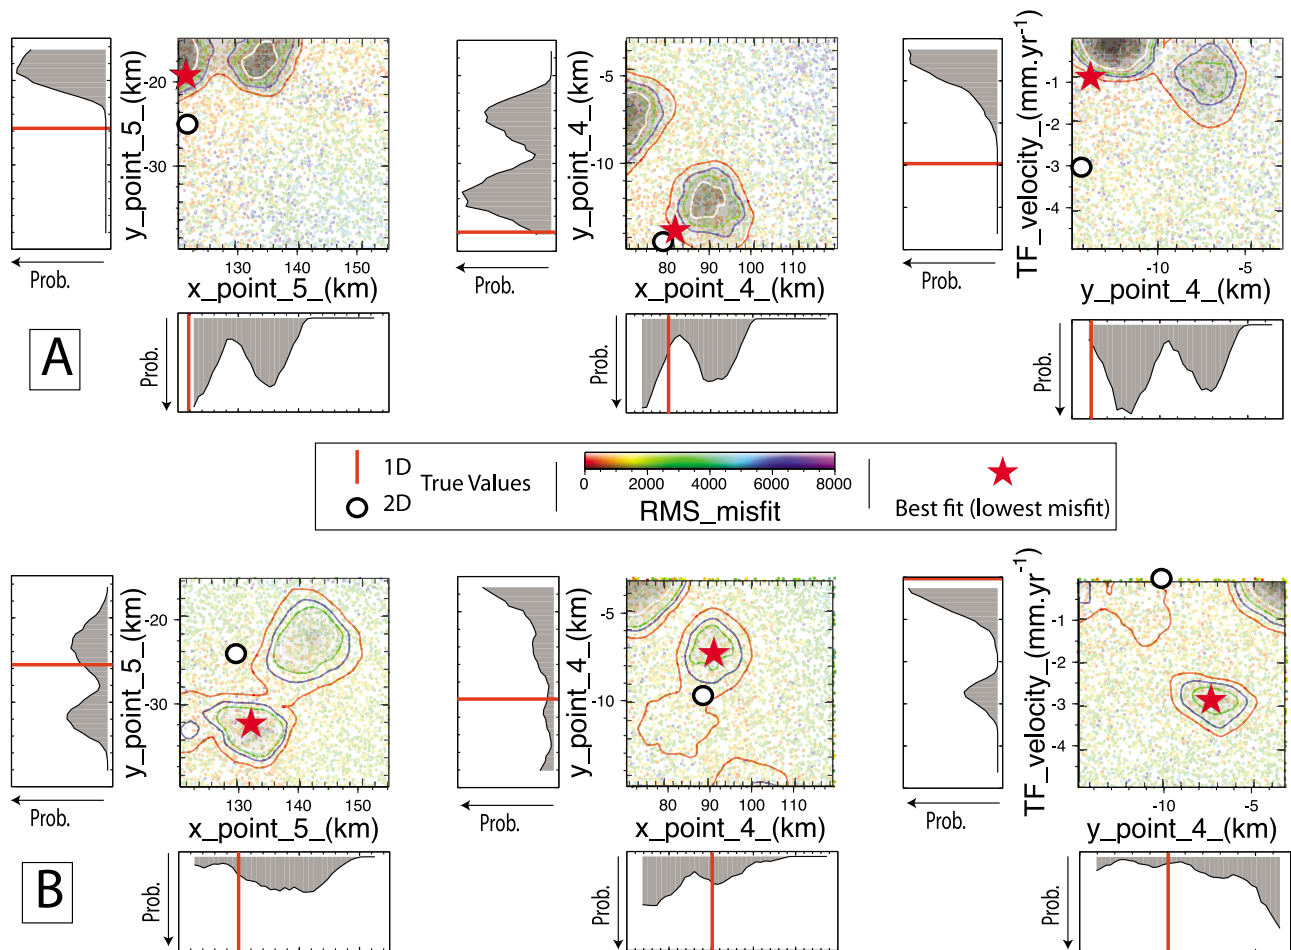 y_point_5_(km)
-20
-30
130 140 150
x_point_5_(km)
Prob.
Prob.
y_point_4_(km)
-5
-10
80 90 100 110
x_point_4_(km)
Prob.
Prob.
TF_velocity_(mm.yr-1)
-1
-2
-3
-4
-10 -5
y_point_4_(km)
Prob.
Prob.
A
1D
2D
True Values
0 2000 4000 6000 8000
RMS_misfit
Best fit (lowest misfit)
y_point_5_(km)
-20
-30
130 140 150
x_point_5_(km)
Prob.
Prob.
y_point_4_(km)
-5
-10
80 90 100 110
x_point_4_(km)
Prob.
Prob.
TF_velocity_(mm.yr-1)
-1
-2
-3
-4
-10 -5
y_point_4_(km)
Prob.
Prob.
B